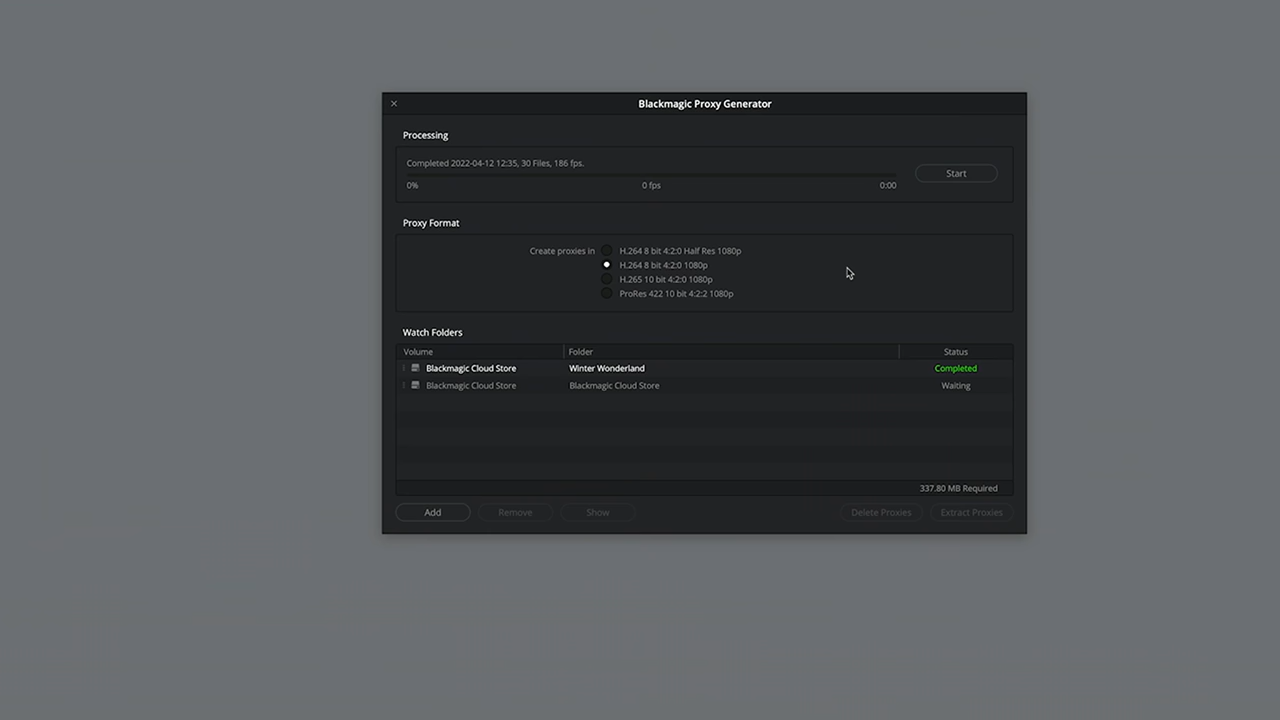 Blackmagic Proxy Generator
Processing
Completed 2022-04-12 12:35, 30 Files, 186 fps.
Start
0% 0 fps 0:00
Proxy Format
Create proxies in H.264 8 bit 4:2:0 Half Res 1080p
H.264 8 bit 4:2:0 1080p
H.265 10 bit 4:2:0 1080p
ProRes 422 10 bit 4:2:2 1080p
Watch Folders
Volume Folder Status
Blackmagic Cloud Store Winter Wonderland Completed
Blackmagic Cloud Store Blackmagic Cloud Store Waiting
337.80 MB Required
Add Remove Show Delete Proxies Extract Proxies